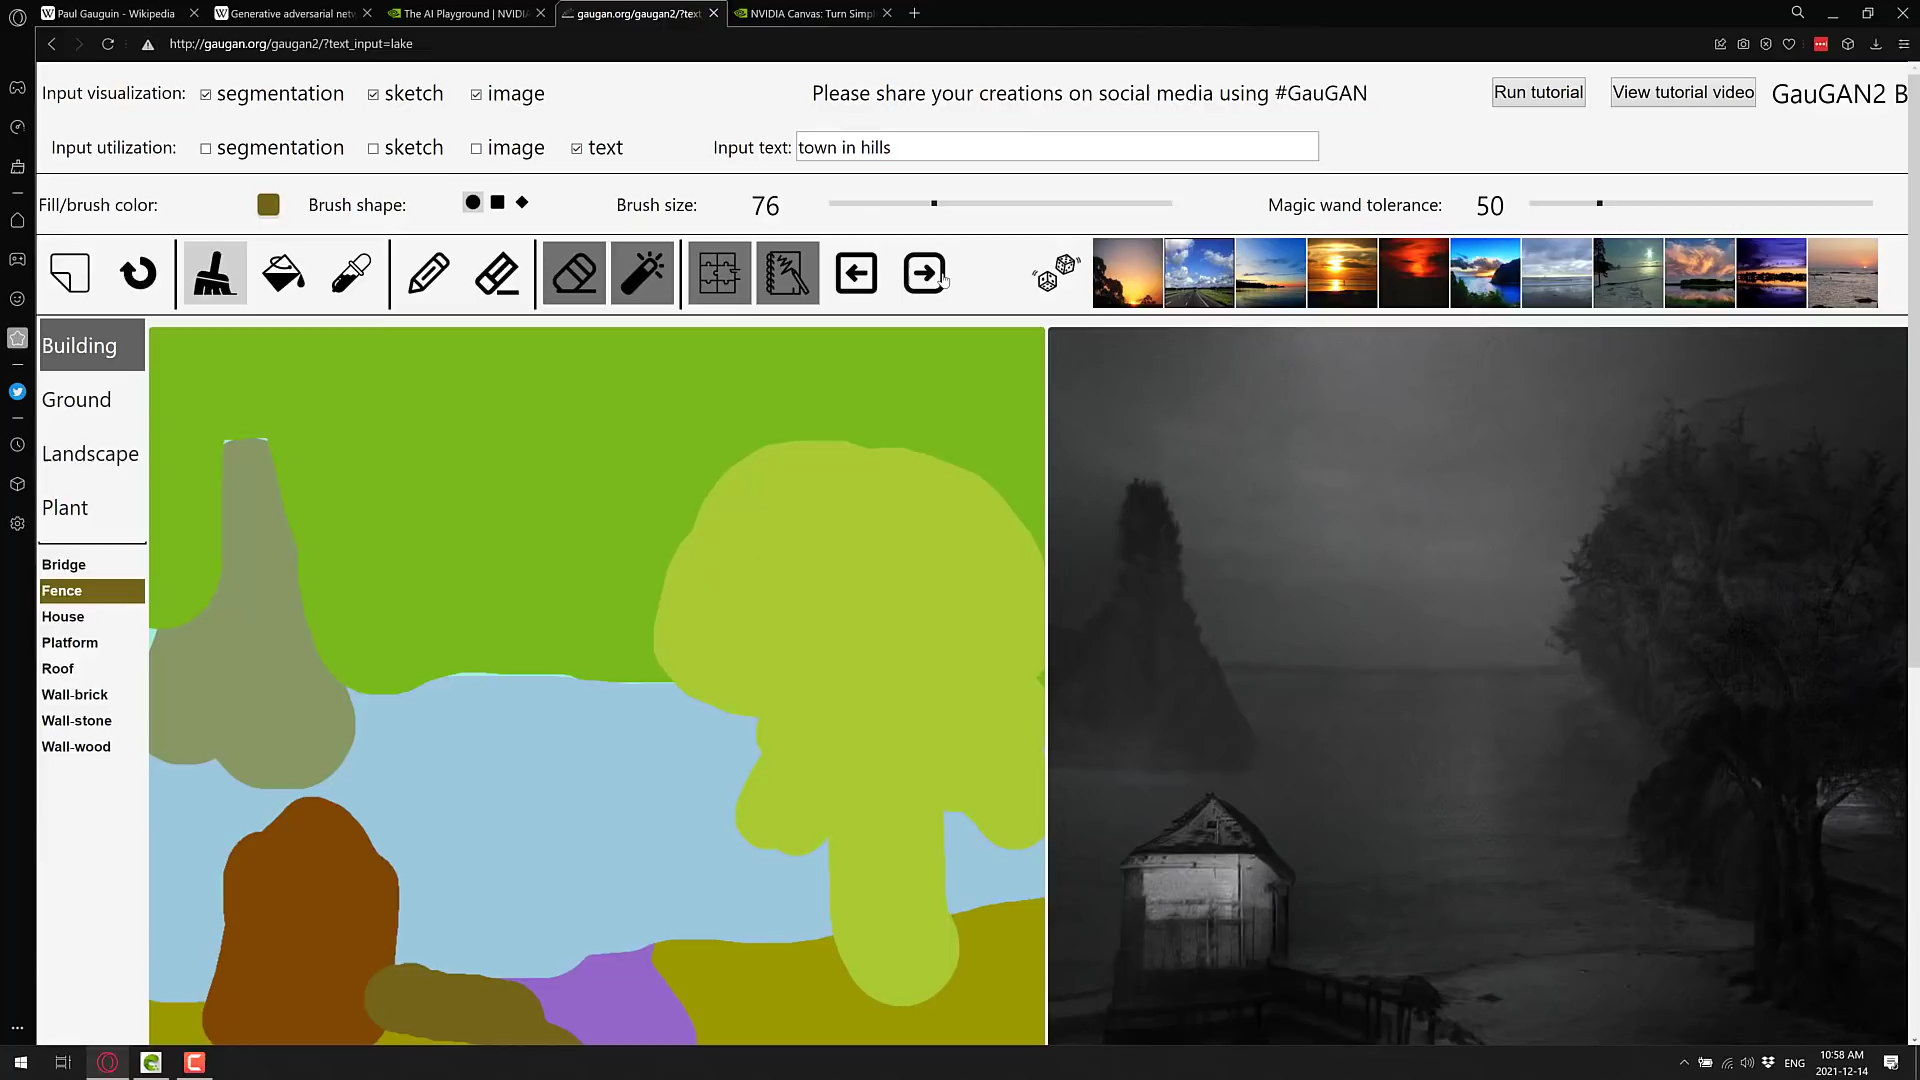 Paul Gauguin - Wikipedia
Generative adversarial net
The AI Playground | NVIDI
gaugan.org/gaugan2/?text
NVIDIA Canvas: Turn Simpl
http://gaugan.org/gaugan2/?text_input=lake
Input visualization: segmentation sketch image
Please share your creations on social media using #GauGAN
Run tutorial
View tutorial video
GauGAN2 B
Input utilization: segmentation sketch image text
Input text: town in hills
Fill/brush color:
Brush shape:
Brush size: 76
Magic wand tolerance: 50
Building
Ground
Landscape
Plant
Bridge
Fence
House
Platform
Roof
Wall-brick
Wall-stone
Wall-wood
ENG
10:58 AM
2021-12-14